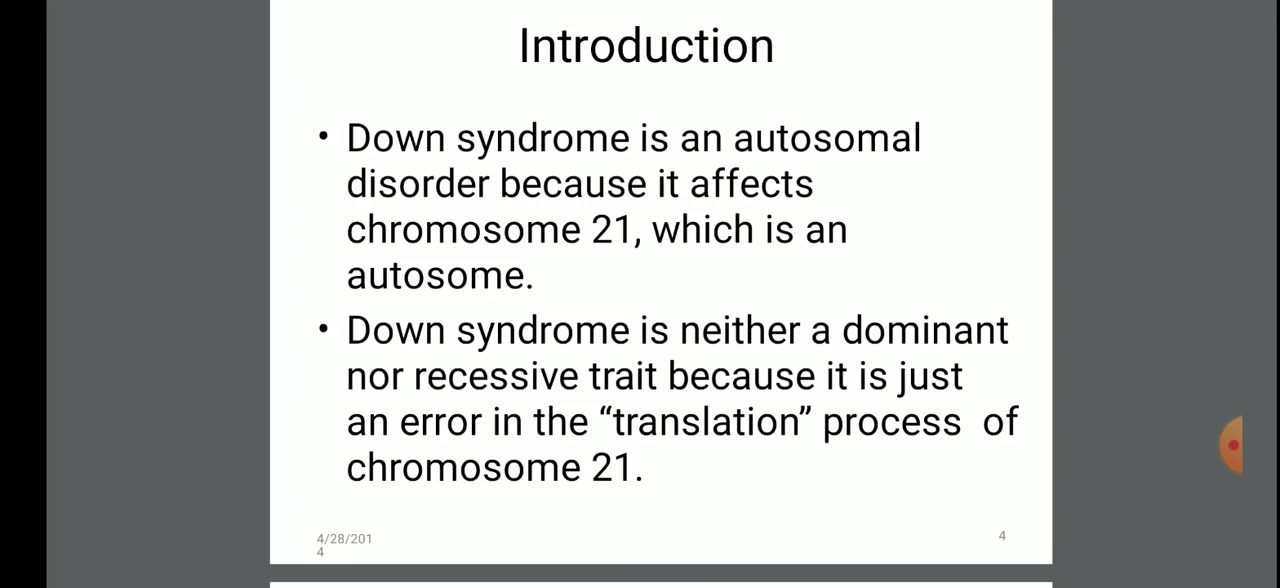 Introduction
• Down syndrome is an autosomal
disorder because it affects
chromosome 21, which is an
autosome.
• Down syndrome is neither a dominant
nor recessive trait because it is just
an error in the “translation” process of
chromosome 21.
4/28/201
4
4